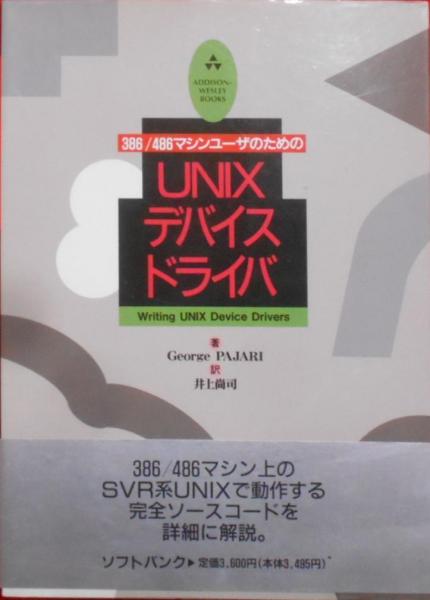 ADDISON-
WESLEY
BOOKS
386/486マシンユーザのための
UNIX
デバイス
ドライバ
Writing UNIX Device Drivers
著
George PAJARI
訳
井上尚司
386/486マシン上の
SVR系UNIXで動作する
完全ソースコードを
詳細に解説。
ソフトバンク▶定価3,600円(本体3,495円)